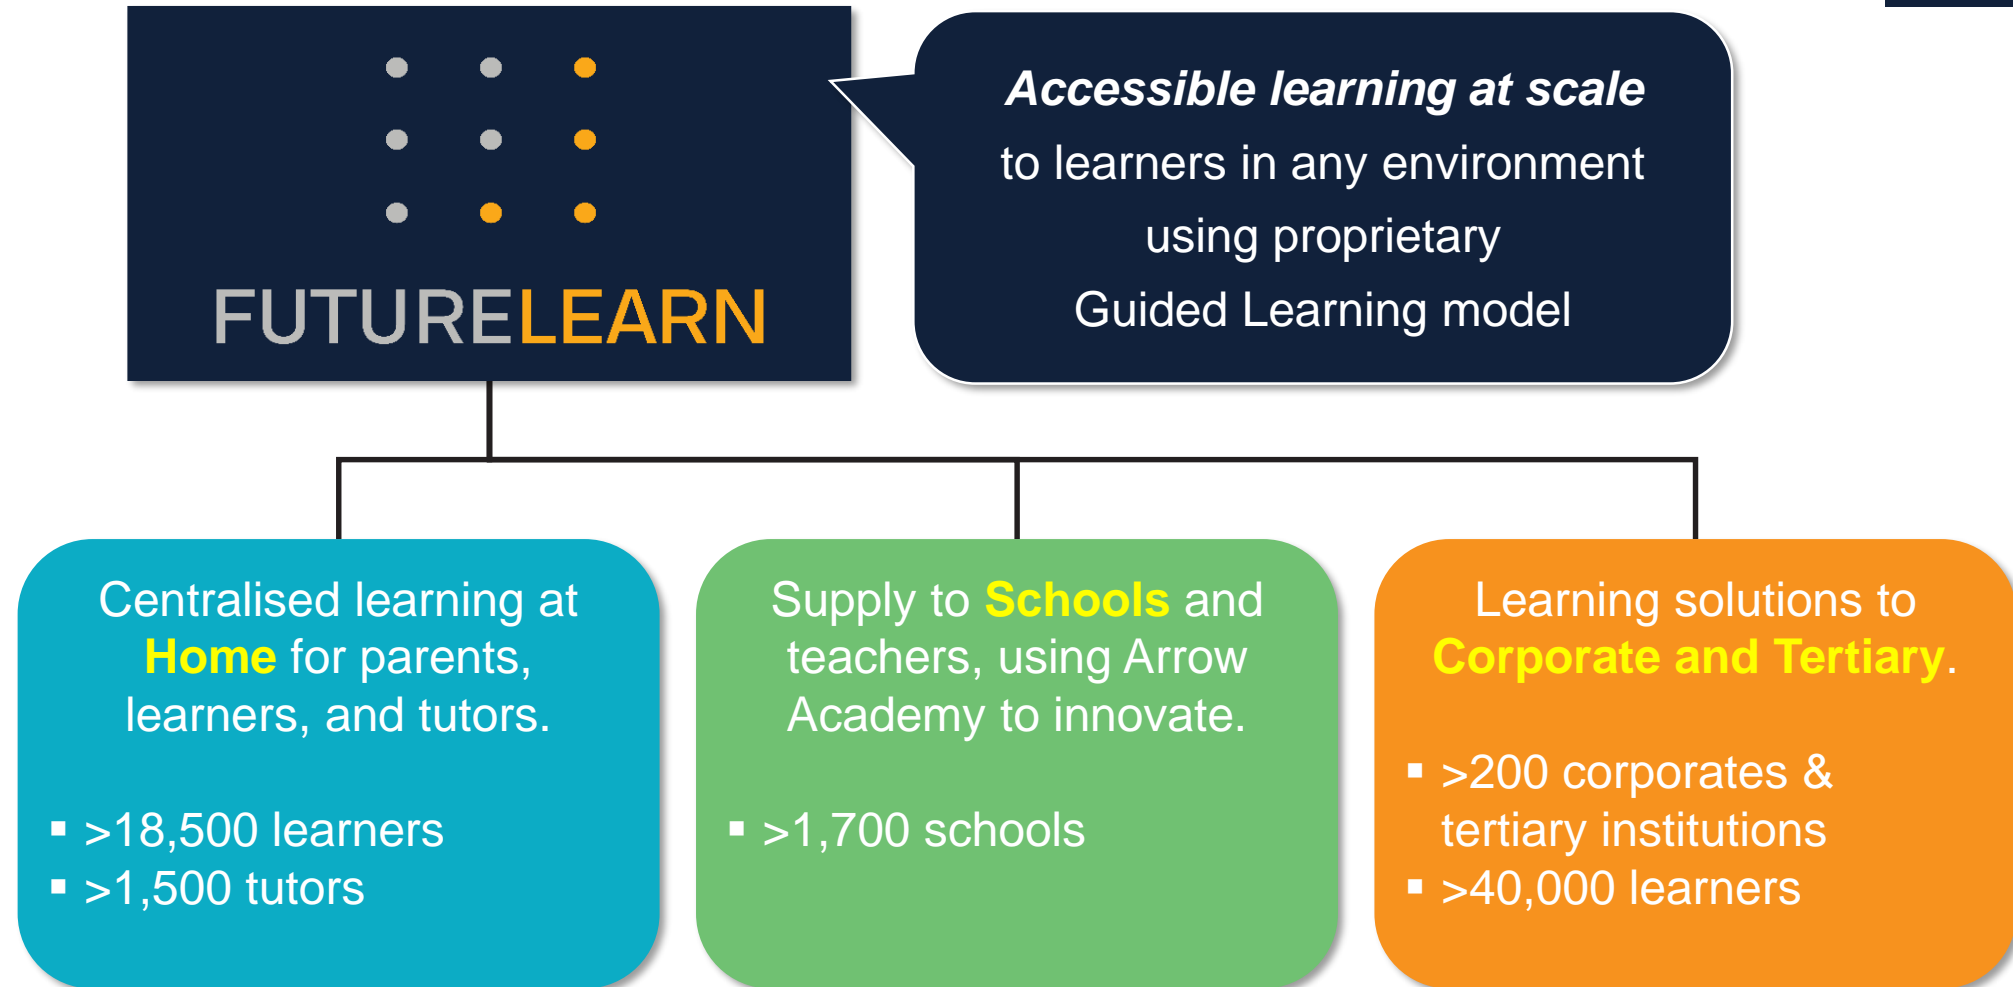 FUTURELEARN
Accessible learning at scale
to learners in any environment
using proprietary
Guided Learning model
Centralised learning at
Home for parents,
learners, and tutors.
▪ >18,500 learners
▪ >1,500 tutors
Supply to Schools and
teachers, using Arrow
Academy to innovate.
▪ >1,700 schools
Learning solutions to
Corporate and Tertiary.
▪ >200 corporates &
tertiary institutions
▪ >40,000 learners